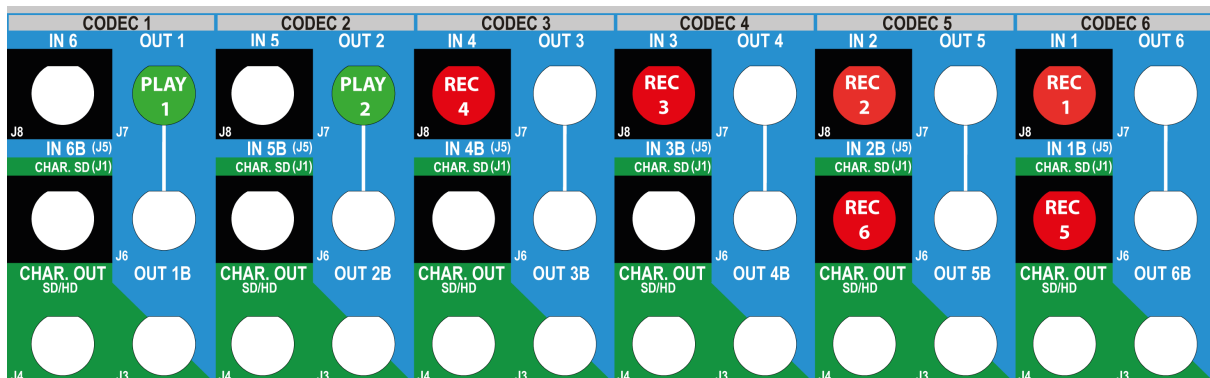 CODEC 1 CODEC 2 CODEC 3 CODEC 4 CODEC 5 CODEC 6
IN 6 OUT 1 IN 5 OUT 2 IN 4 OUT 3 IN 3 OUT 4 IN 2 OUT 5 IN 1 OUT 6
PLAY PLAY REC REC REC REC
1 2 4 3 2 1
J8 J7 J8 J7 J8 J7 J8 J7 J8 J7 J8 J7
IN 6B (J5) IN 5B (J5) IN 4B (J5) IN 3B (J5) IN 2B (J5) IN 1B (J5)
CHAR. SD (J1) CHAR. SD (J1) CHAR. SD (J1) CHAR. SD (J1) CHAR. SD (J1) CHAR. SD (J1)
REC REC
6 5
J6 J6 J6 J6 J6 J6
CHAR. OUT OUT 1B CHAR. OUT OUT 2B CHAR. OUT OUT 3B CHAR. OUT OUT 4B CHAR. OUT OUT 5B CHAR. OUT OUT 6B
SD/HD SD/HD SD/HD SD/HD SD/HD SD/HD
J4 J3 J4 J3 J4 J3 J4 J3 J4 J3 J4 J3